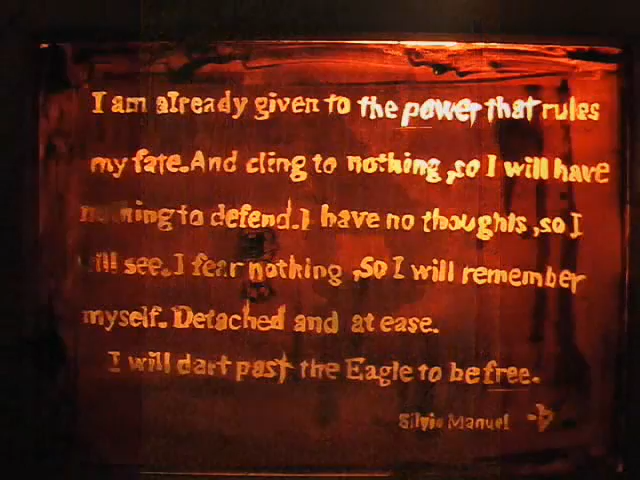 I am already given to the power that rules
my fate. And cling to nothing, so I will have
nothing to defend. I have no thoughts, so I
will see. I fear nothing, so I will remember
myself. Detached and at ease.
I will dart past the Eagle to be free.
Silvio Manuel